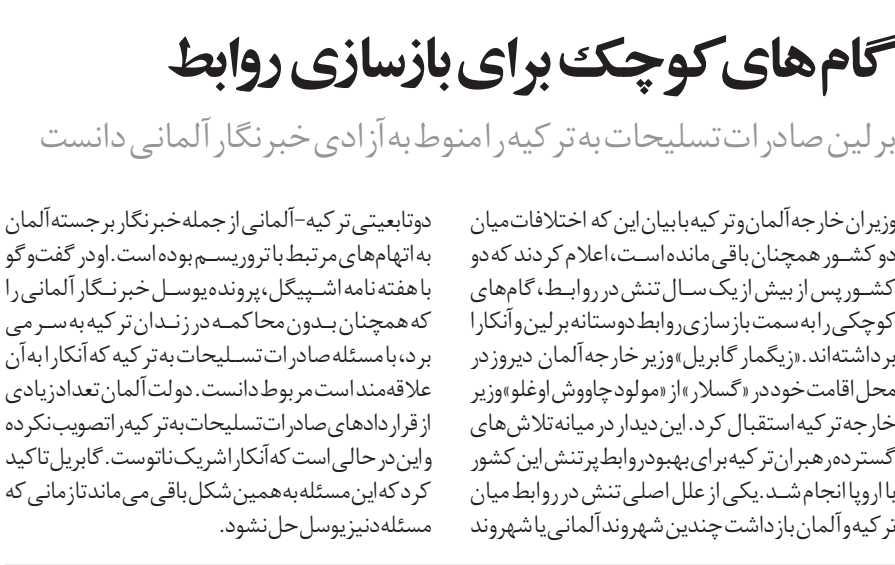 گام‌های کوچک برای بازسازی روابط
برلین صادرات تسلیحات به ترکیه را منوط به آزادی خبرنگار آلمانی دانست
وزیران خارجه آلمان و ترکیه با بیان این که اختلافات میان
دو کشور همچنان باقی مانده است، اعلام کردند که دو
کشور پس از بیش از یک سال تنش در روابط، گام‌های
کوچکی را به سمت بازسازی روابط دوستانه برلین و آنکارا
برداشته‌اند. «زیگمار گابریل» وزیر خارجه آلمان دیروز در
محل اقامت خود در «گسلار» از «مولود چاووش اوغلو» وزیر
خارجه ترکیه استقبال کرد. این دیدار در میانه تلاش‌های
گسترده رهبران ترکیه برای بهبود روابط پرتنش این کشور
با اروپا انجام شد. یکی از علل اصلی تنش در روابط میان
ترکیه و آلمان بازداشت چندین شهروند آلمانی یا شهروند
دوتابعیتی ترکیه-آلمانی از جمله خبرنگار برجسته آلمان
به اتهام‌های مرتبط با تروریسم بوده است. او در گفت‌وگو
با هفته‌نامه اشپیگل، پرونده یوسل خبرنگار آلمانی را
که همچنان بدون محاکمه در زندان ترکیه به سر می
برد، با مسئله صادرات تسلیحات به ترکیه که آنکارا به آن
علاقه‌مند است مربوط دانست. دولت آلمان تعداد زیادی
از قراردادهای صادرات تسلیحات به ترکیه را تصویب نکرده
و این در حالی است که آنکارا شریک ناتوست. گابریل تاکید
کرد که این مسئله به همین شکل باقی می‌ماند تا زمانی که
مسئله دنیز یوسل حل نشود.